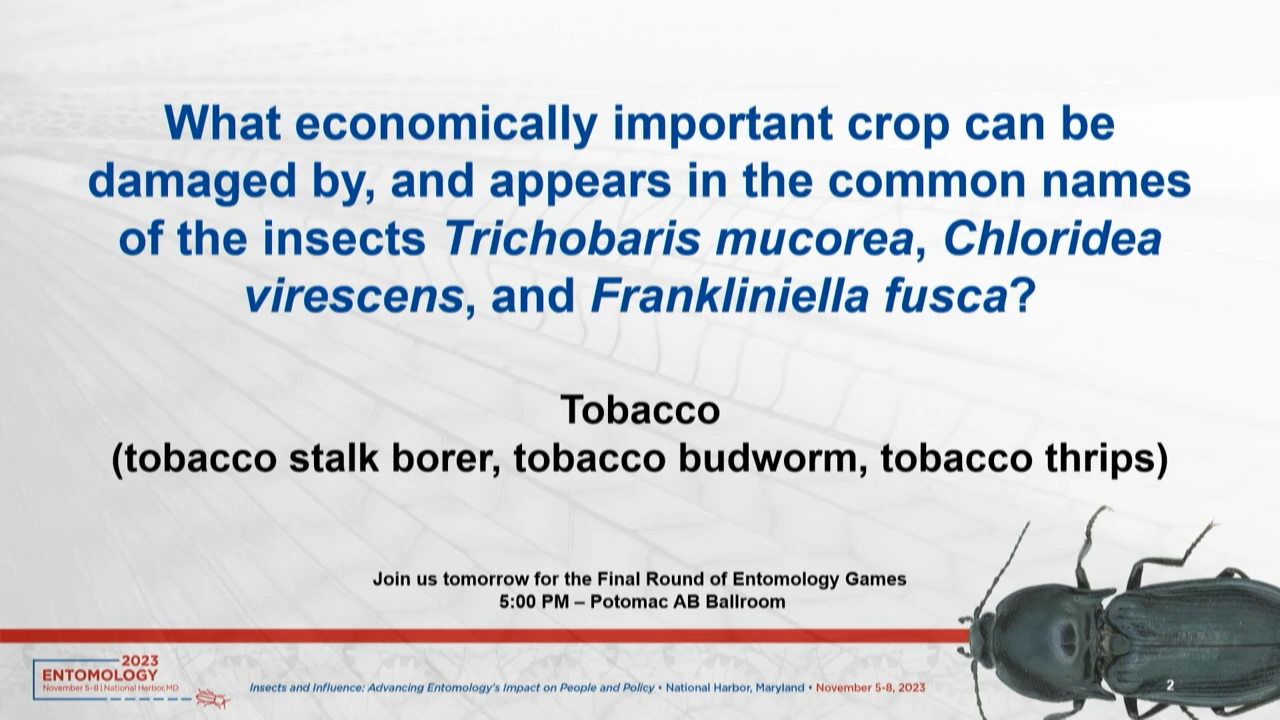 What economically important crop can be
damaged by, and appears in the common names
of the insects Trichobaris mucorea, Chloridea
virescens, and Frankliniella fusca?
Tobacco
(tobacco stalk borer, tobacco budworm, tobacco thrips)
Join us tomorrow for the Final Round of Entomology Games
5:00 PM – Potomac AB Ballroom
2023
ENTOMOLOGY
November 5-8 | National Harbor, MD
Insects and Influence: Advancing Entomology's Impact on People and Policy • National Harbor, Maryland • November 5-8, 2023
2